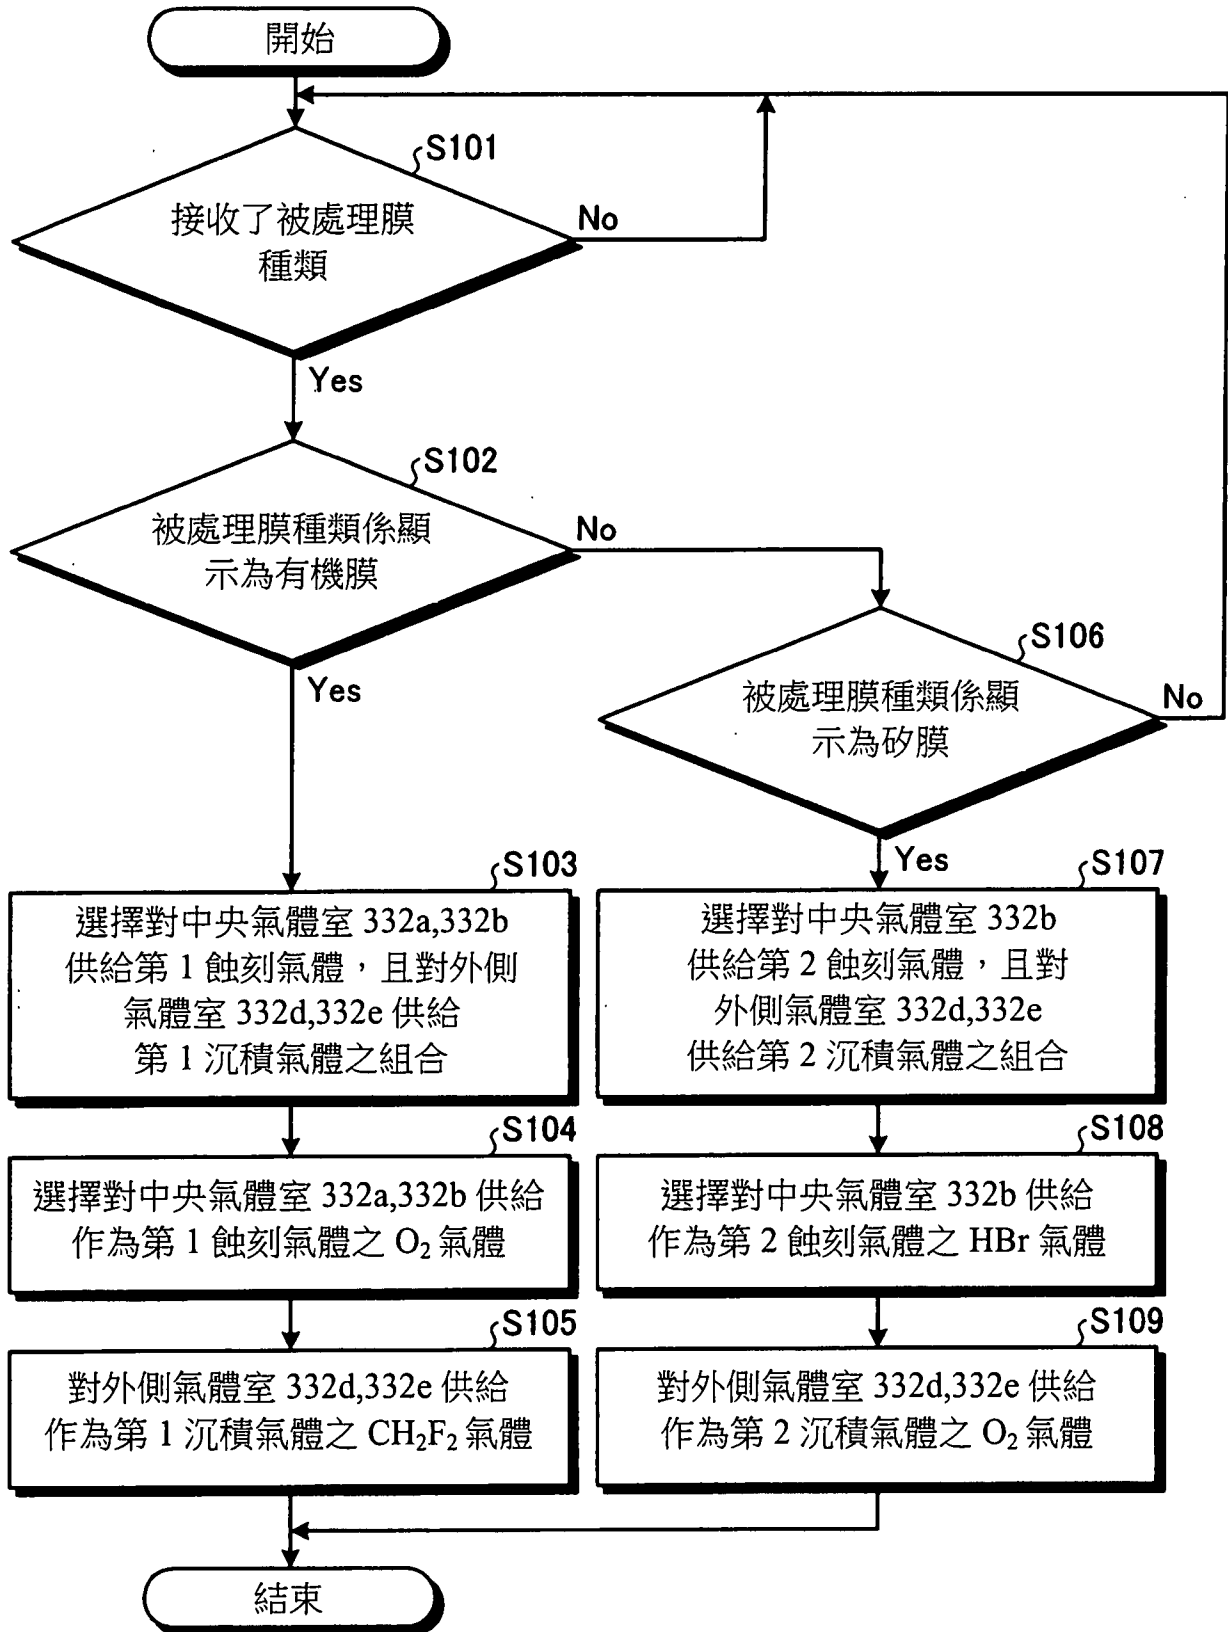 開始
S101
接收了被處理膜
種類
No
Yes
S102
被處理膜種類係顯
示為有機膜
No
Yes
S106
被處理膜種類係顯
示為矽膜
No
Yes
S103
選擇對中央氣體室 332a,332b
供給第 1 蝕刻氣體，且對外側
氣體室 332d,332e 供給
第 1 沉積氣體之組合
S107
選擇對中央氣體室 332b
供給第 2 蝕刻氣體，且對
外側氣體室 332d,332e
供給第 2 沉積氣體之組合
S104
選擇對中央氣體室 332a,332b 供給
作為第 1 蝕刻氣體之 O₂ 氣體
S108
選擇對中央氣體室 332b 供給
作為第 2 蝕刻氣體之 HBr 氣體
S105
對外側氣體室 332d,332e 供給
作為第 1 沉積氣體之 CH₂F₂ 氣體
S109
對外側氣體室 332d,332e 供給
作為第 2 沉積氣體之 O₂ 氣體
結束